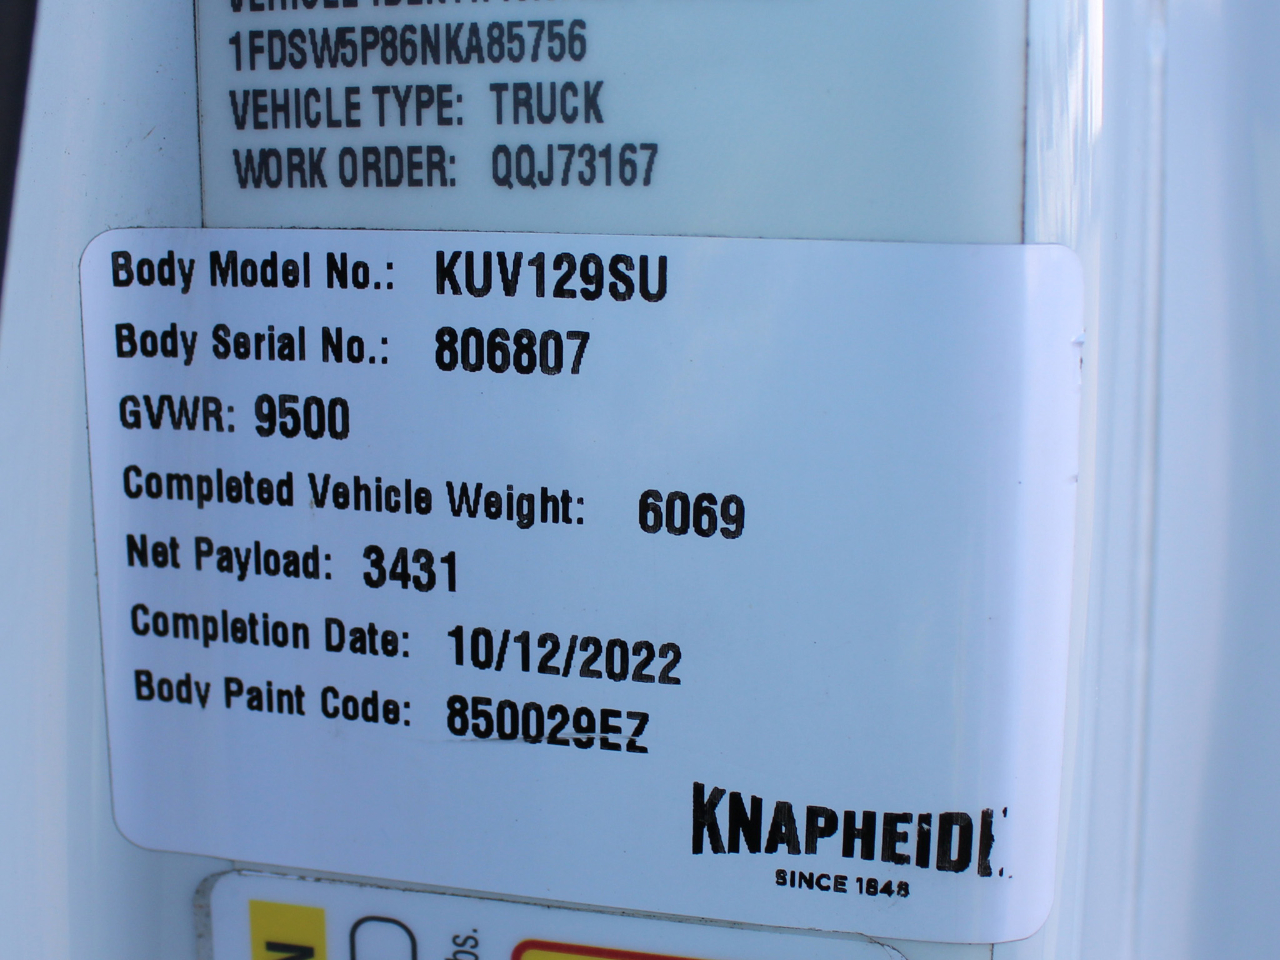 1FDSW5P86NKA85756
VEHICLE TYPE: TRUCK
WORK ORDER: QQJ73167
Body Model No.: KUV129SU
Body Serial No.: 806807
GVWR: 9500
Completed Vehicle Weight: 6069
Net Payload: 3431
Completion Date: 10/12/2022
Body Paint Code: 850029EZ
KNAPHEIDE
SINCE 1848